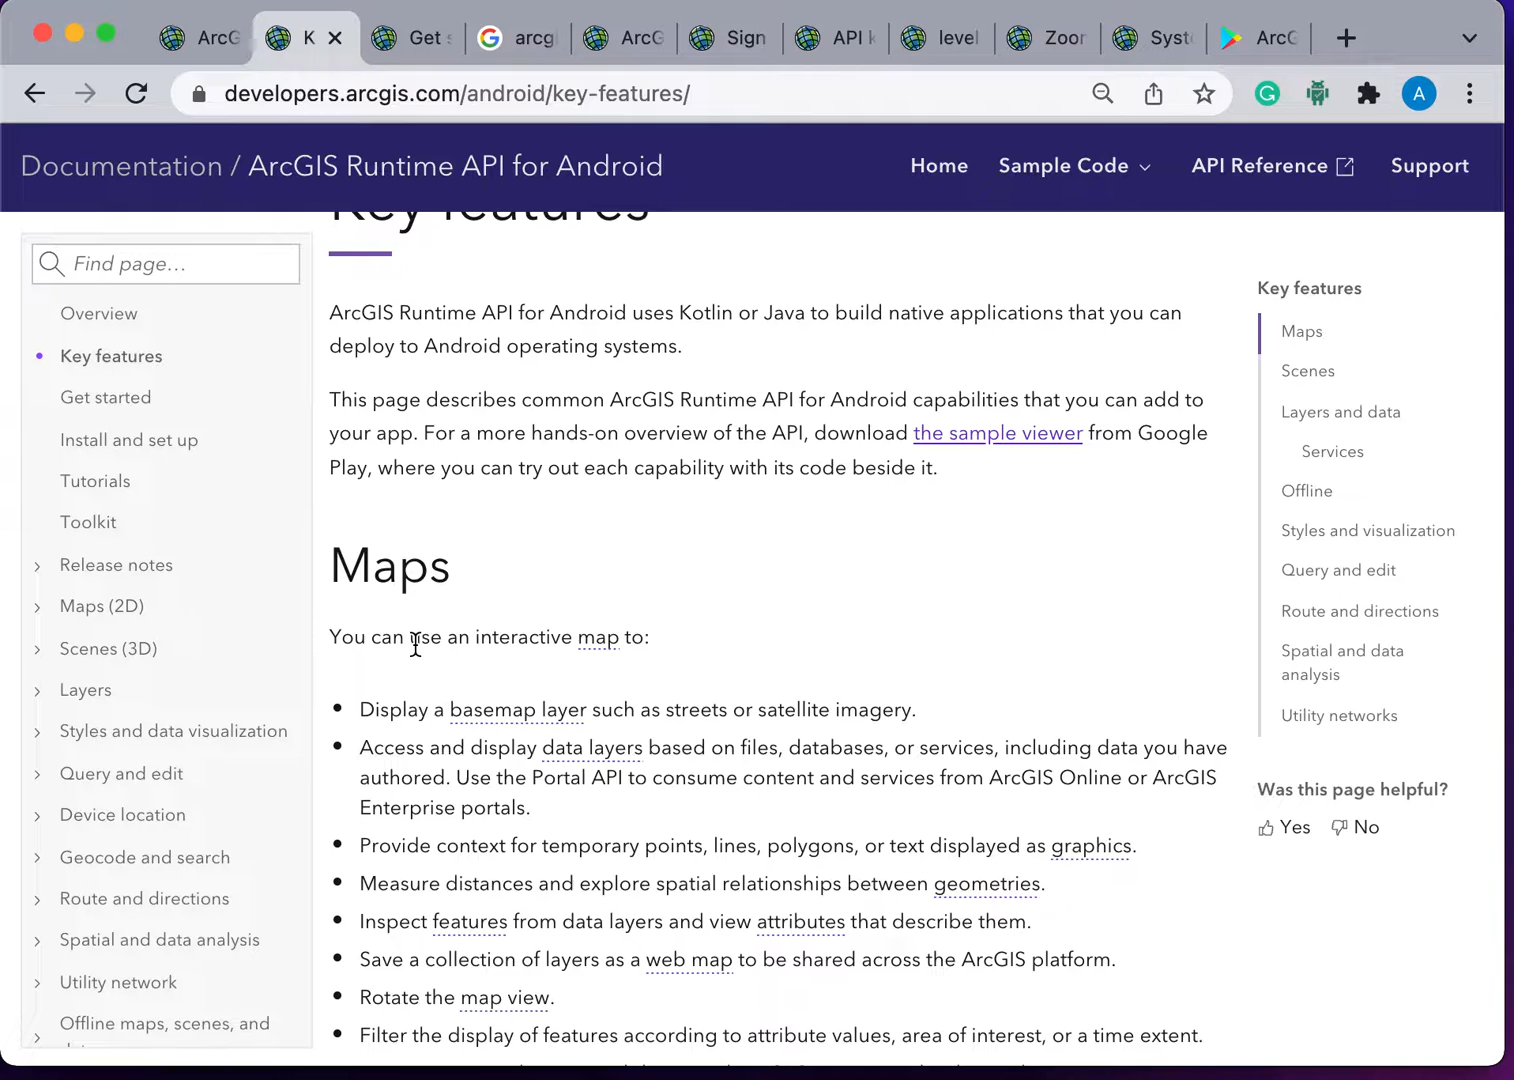 ArcG
K
Get s
arcg
ArcG
Sign
API k
level
Zoor
Syst
ArcG
developers.arcgis.com/android/key-features/
A
Documentation / ArcGIS Runtime API for Android
Home
Sample Code
API Reference
Support
Key features
Find page...
Overview
Key features
Get started
Install and set up
Tutorials
Toolkit
Release notes
Maps (2D)
Scenes (3D)
Layers
Styles and data visualization
Query and edit
Device location
Geocode and search
Route and directions
Spatial and data analysis
Utility network
Offline maps, scenes, and
ArcGIS Runtime API for Android uses Kotlin or Java to build native applications that you can
deploy to Android operating systems.
This page describes common ArcGIS Runtime API for Android capabilities that you can add to
your app. For a more hands-on overview of the API, download the sample viewer from Google
Play, where you can try out each capability with its code beside it.
Maps
You can use an interactive map to:
• Display a basemap layer such as streets or satellite imagery.
• Access and display data layers based on files, databases, or services, including data you have
authored. Use the Portal API to consume content and services from ArcGIS Online or ArcGIS
Enterprise portals.
• Provide context for temporary points, lines, polygons, or text displayed as graphics.
• Measure distances and explore spatial relationships between geometries.
• Inspect features from data layers and view attributes that describe them.
• Save a collection of layers as a web map to be shared across the ArcGIS platform.
• Rotate the map view.
• Filter the display of features according to attribute values, area of interest, or a time extent.
Key features
Maps
Scenes
Layers and data
Services
Offline
Styles and visualization
Query and edit
Route and directions
Spatial and data
analysis
Utility networks
Was this page helpful?
Yes
No